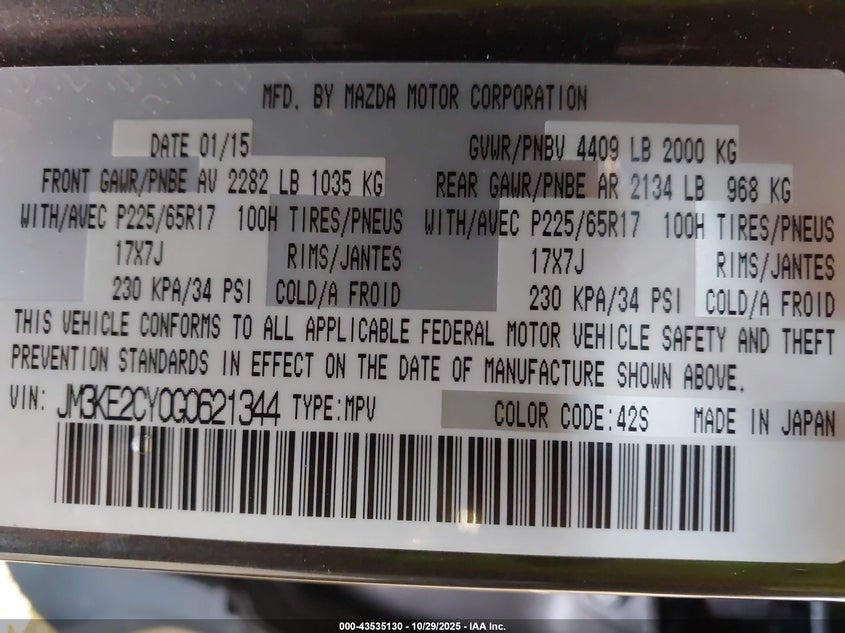 MFD. BY MAZDA MOTOR CORPORATION
DATE 01/15 GVWR/PNBV 4409 LB 2000 KG
FRONT GAWR/PNBE AV 2282 LB 1035 KG REAR GAWR/PNBE AR 2134 LB 968 KG
WITH/AVEC P225/65R17 100H TIRES/PNEUS WITH/AVEC P225/65R17 100H TIRES/PNEUS
17X7J RIMS/JANTES 17X7J RIMS/JANTES
230 KPA/34 PSI COLD/A FROID 230 KPA/34 PSI COLD/A FROID
THIS VEHICLE CONFORMS TO ALL APPLICABLE FEDERAL MOTOR VEHICLE SAFETY AND THEFT
PREVENTION STANDARDS IN EFFECT ON THE DATE OF MANUFACTURE SHOWN ABOVE.
VIN: JM3KE2CY0G0621344 TYPE:MPV COLOR CODE:42S MADE IN JAPAN
000-43535130 - 10/29/2025 - IAA Inc.